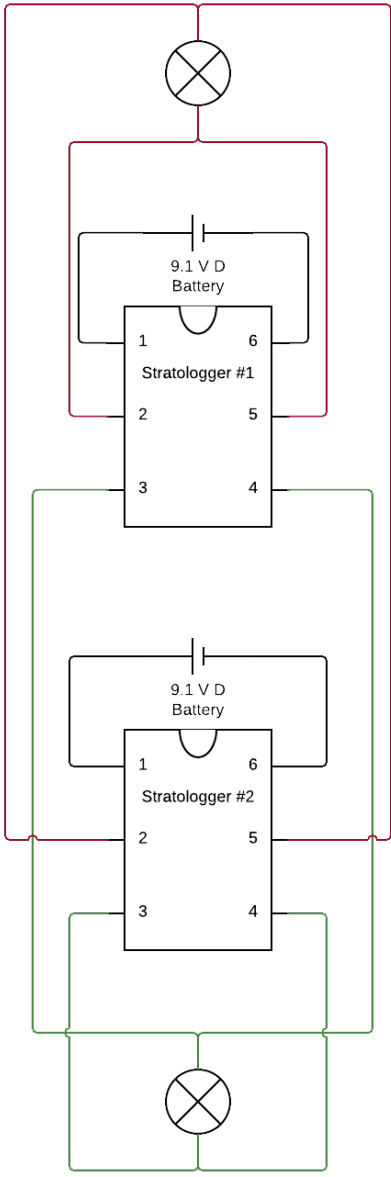 9.1 V D
Battery
1 6
Stratologger #1
2 5
3 4
9.1 V D
Battery
1 6
Stratologger #2
2 5
3 4